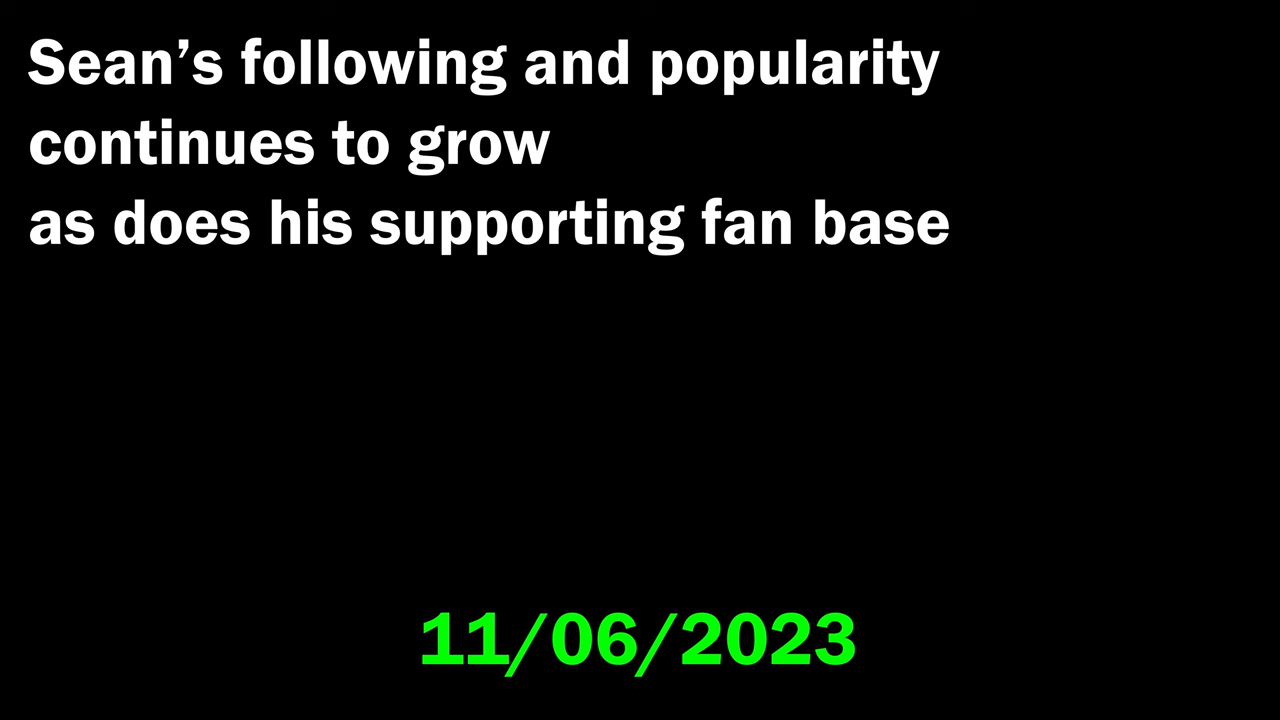 Sean’s following and popularity
continues to grow
as does his supporting fan base
11/06/2023